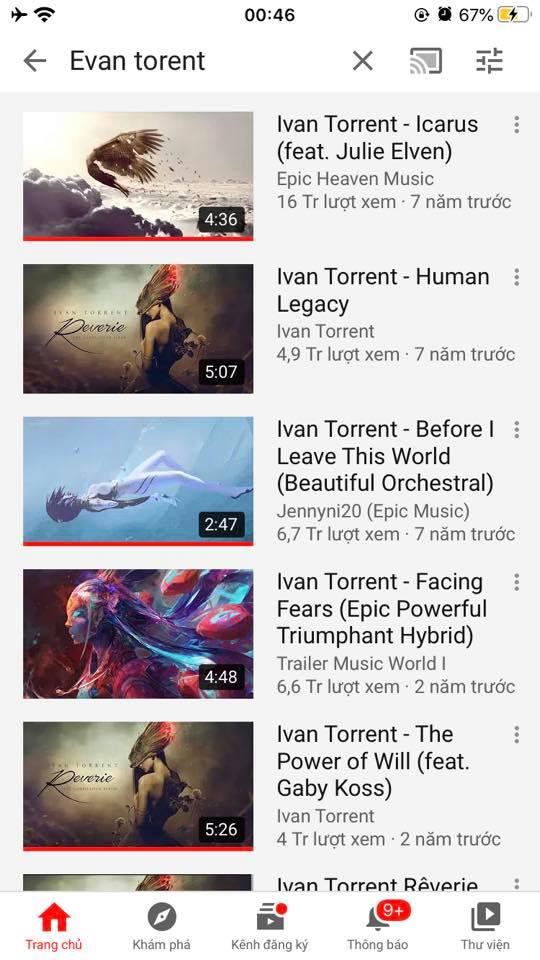 00:46
67%
Evan torent
4:36
Ivan Torrent - Icarus
(feat. Julie Elven)
Epic Heaven Music
16 Tr lượt xem · 7 năm trước
IVAN TORRENT
Reverie
5:07
Ivan Torrent - Human
Legacy
Ivan Torrent
4,9 Tr lượt xem · 7 năm trước
2:47
Ivan Torrent - Before I
Leave This World
(Beautiful Orchestral)
Jennyni20 (Epic Music)
6,7 Tr lượt xem · 7 năm trước
4:48
Ivan Torrent - Facing
Fears (Epic Powerful
Triumphant Hybrid)
Trailer Music World I
6,6 Tr lượt xem · 2 năm trước
IVAN TORRENT
Reverie
5:26
Ivan Torrent - The
Power of Will (feat.
Gaby Koss)
Ivan Torrent
4 Tr lượt xem · 2 năm trước
Ivan Torrent Rêverie
9+
Trang chủ
Khám phá
Kênh đăng ký
Thông báo
Thư viện